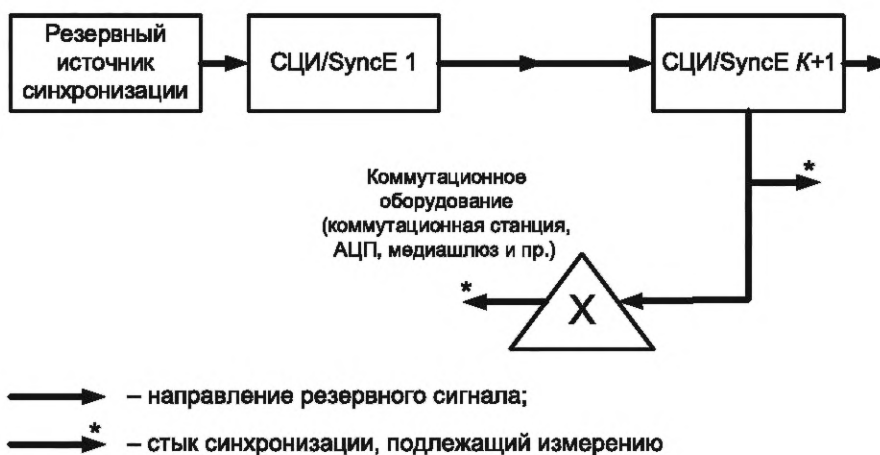 Резервный
источник
синхронизации
СЦИ/SyncE 1
СЦИ/SyncE K+1
*
Коммутационное
оборудование
(коммутационная станция,
АЦП, медиашлюз и пр.)
*
X
– направление резервного сигнала;
*
– стык синхронизации, подлежащий измерению